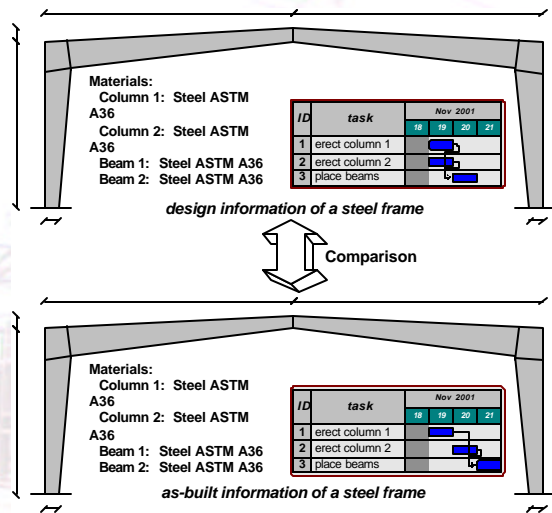 Materials:
Column 1: Steel ASTM
A36
Column 2: Steel ASTM
A36
Beam 1: Steel ASTM A36
Beam 2: Steel ASTM A36
ID task Nov 2001
18 19 20 21
1 erect column 1
2 erect column 2
3 place beams
design information of a steel frame
Comparison
Materials:
Column 1: Steel ASTM
A36
Column 2: Steel ASTM
A36
Beam 1: Steel ASTM A36
Beam 2: Steel ASTM A36
ID task Nov 2001
18 19 20 21
1 erect column 1
2 erect column 2
3 place beams
as-built information of a steel frame